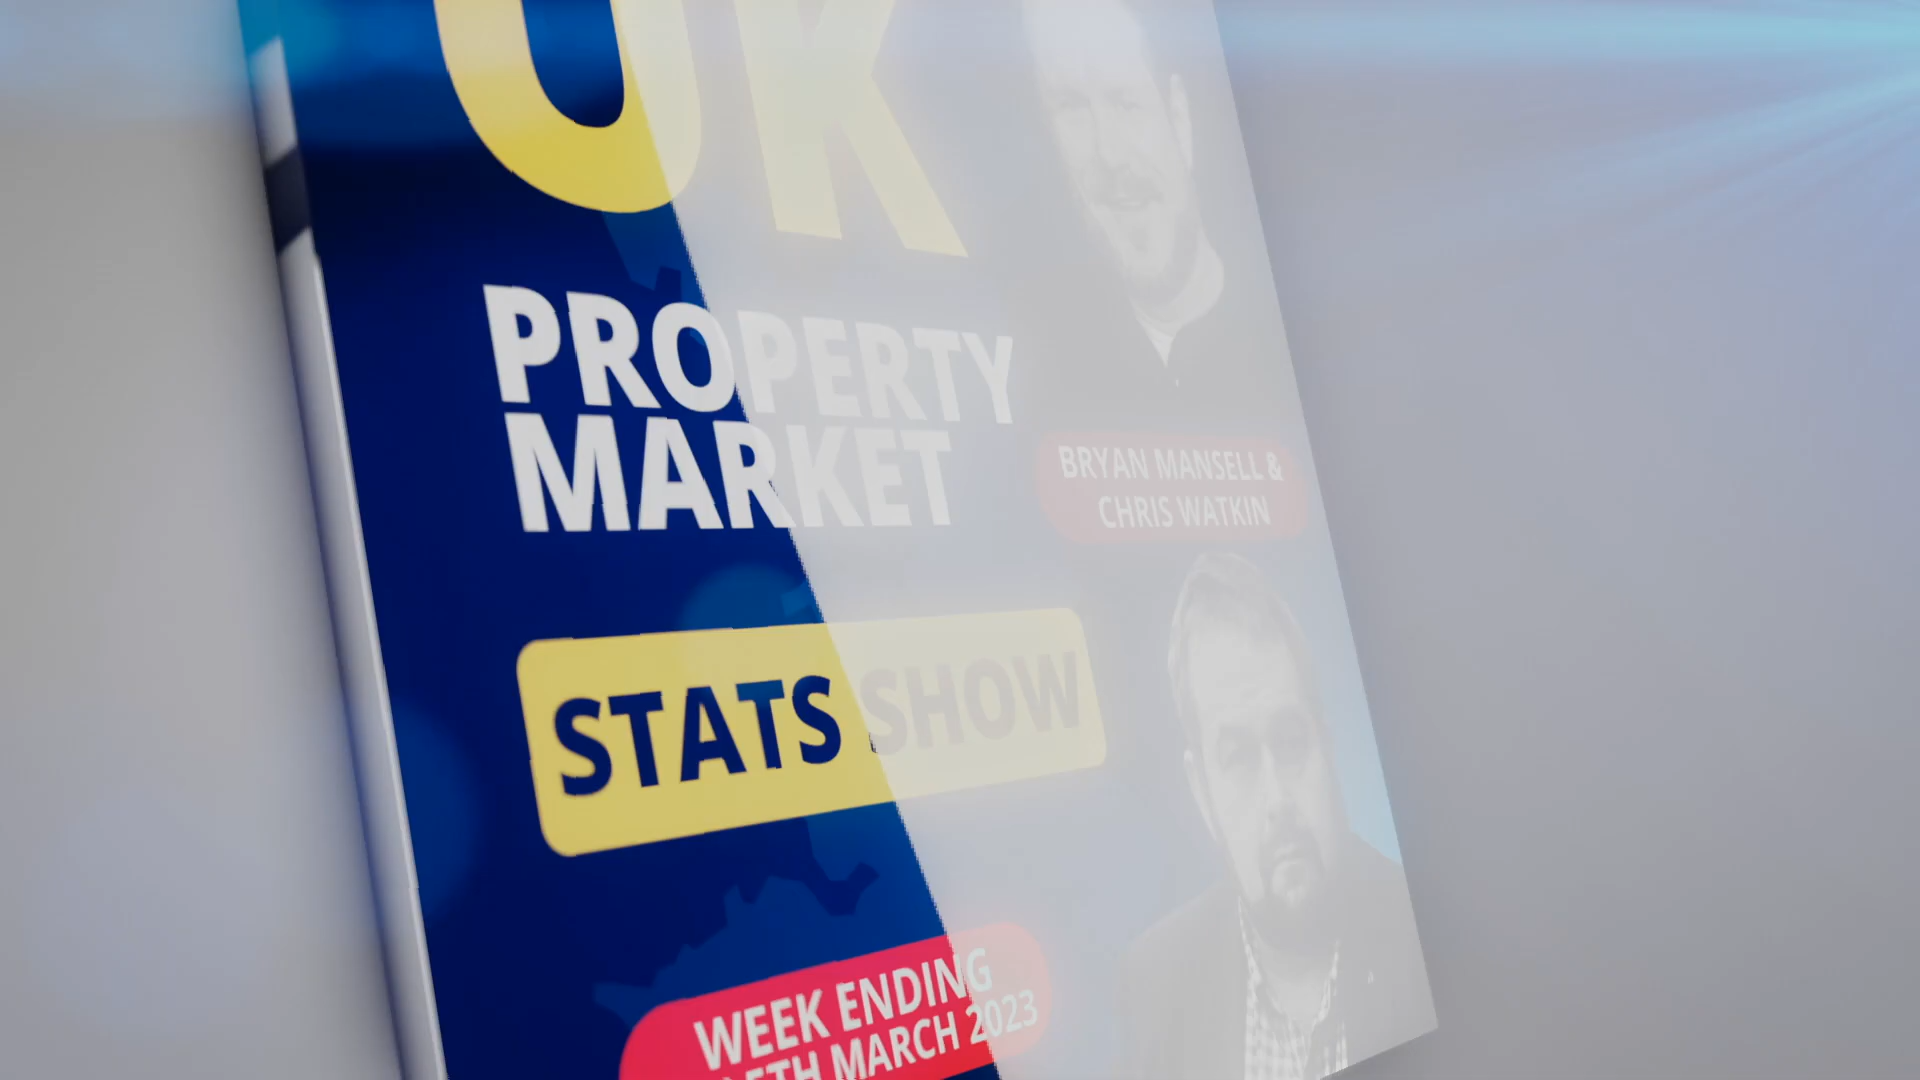 UK
PROPERTY
MARKET
BRYAN MANSELL &
CHRIS WATKIN
STATS SHOW
WEEK ENDING
MARCH 2023